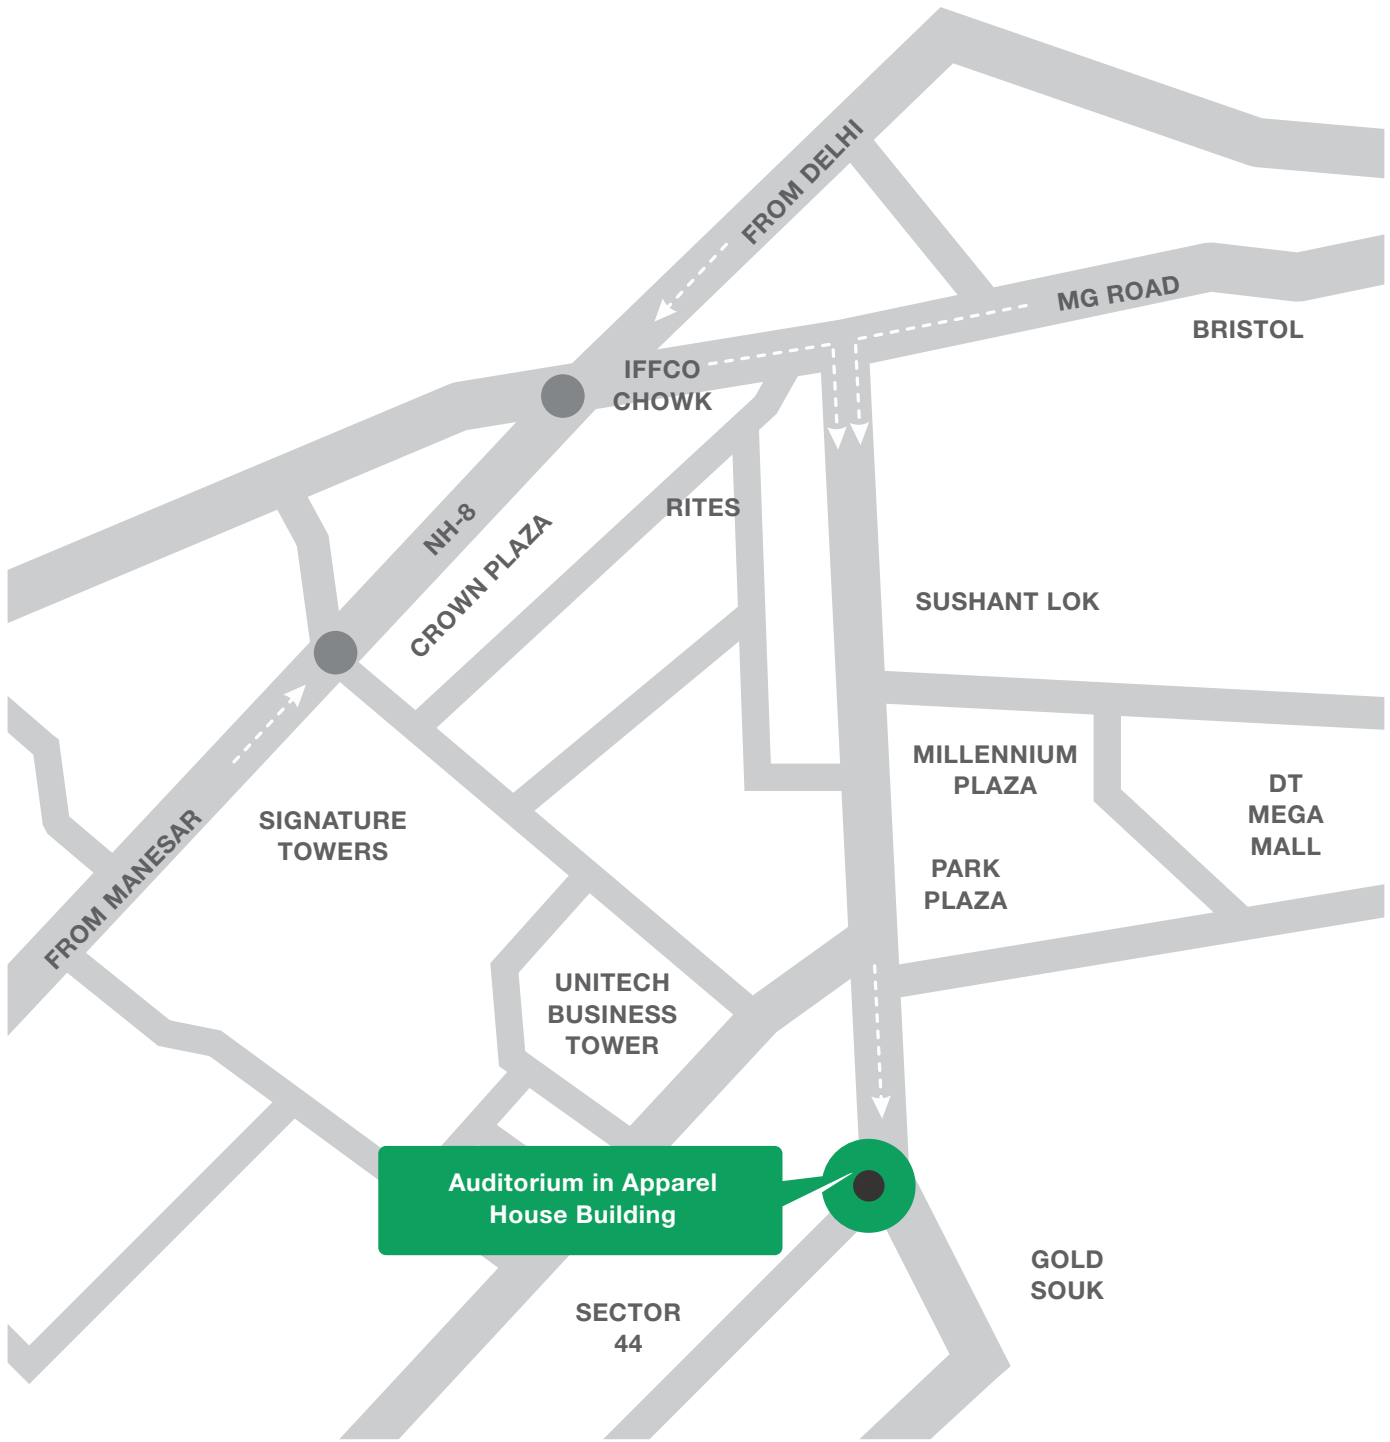 FROM DELHI
MG ROAD
BRISTOL
IFFCO
CHOWK
NH-8
CROWN PLAZA
RITES
SUSHANT LOK
MILLENNIUM
PLAZA
DT
MEGA
MALL
SIGNATURE
TOWERS
FROM MANESAR
PARK
PLAZA
UNITECH
BUSINESS
TOWER
Auditorium in Apparel
House Building
GOLD
SOUK
SECTOR
44